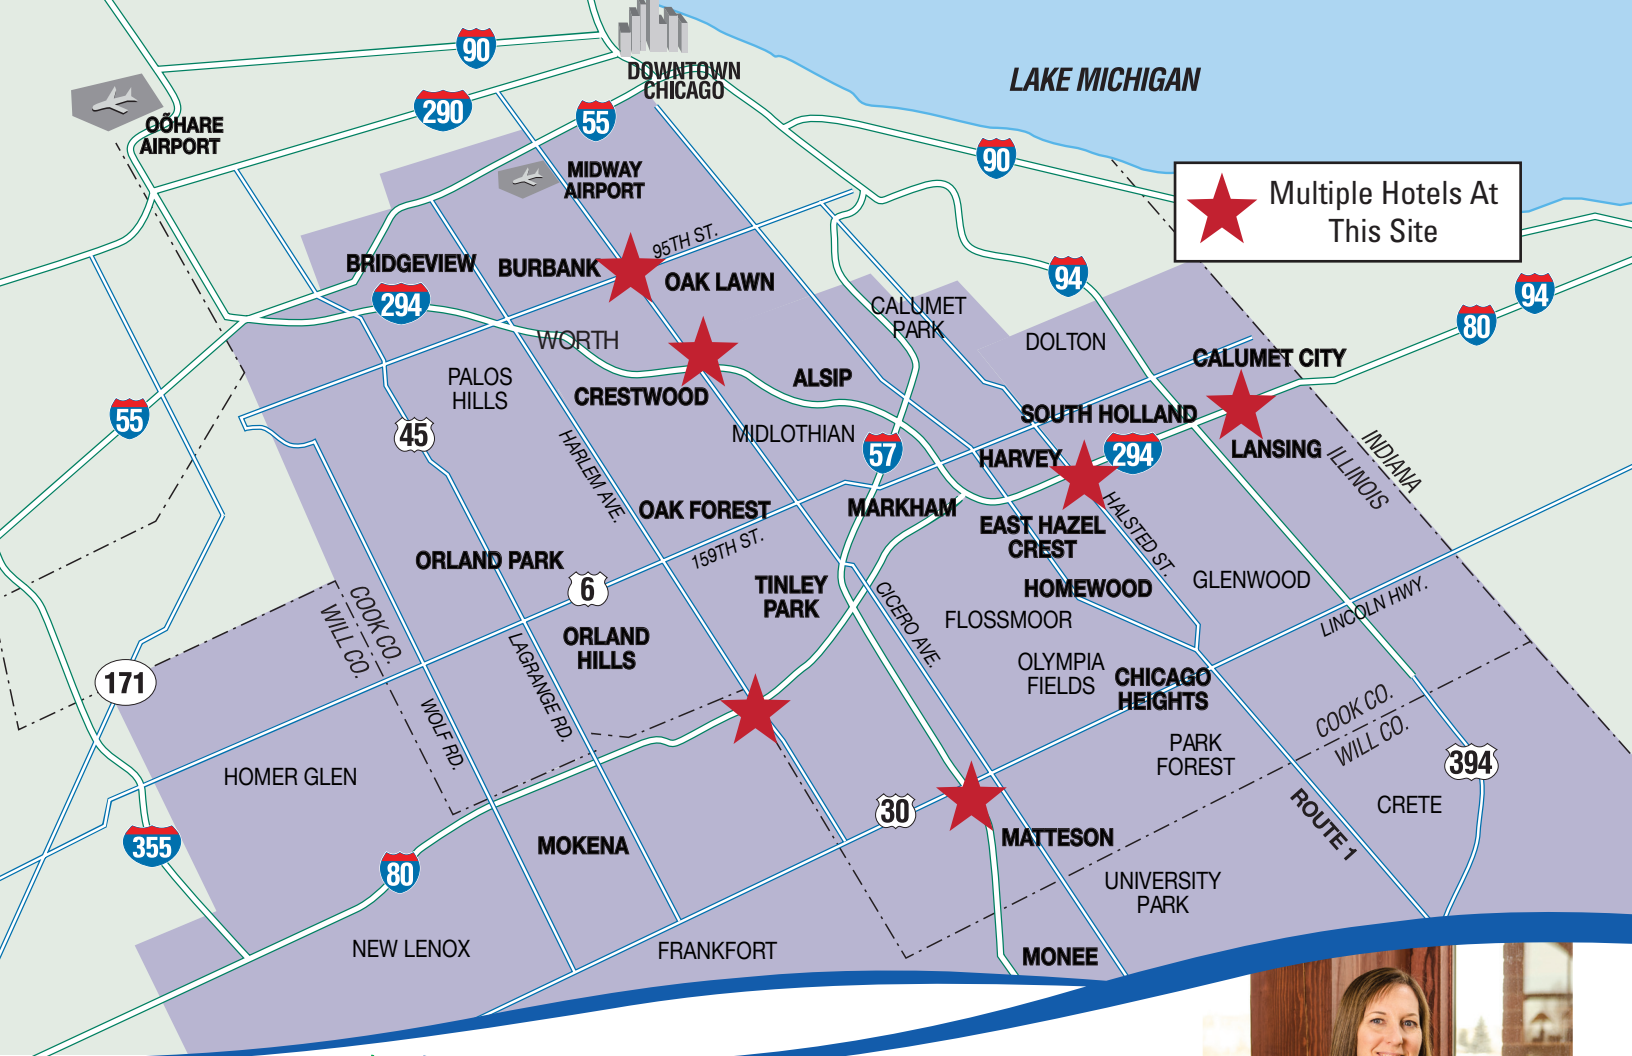 90
DOWNTOWN
CHICAGO
LAKE MICHIGAN
290
55
OÕHARE
AIRPORT
90
MIDWAY
AIRPORT
Multiple Hotels At
This Site
95TH ST.
BRIDGEVIEW
BURBANK
OAK LAWN
294
94
94
80
CALUMET
PARK
WORTH
DOLTON
CALUMET CITY
PALOS
HILLS
CRESTWOOD
ALSIP
55
45
MIDLOTHIAN
SOUTH HOLLAND
57
HARVEY
294
LANSING
INDIANA
ILLINOIS
HARLEM AVE.
OAK FOREST
MARKHAM
EAST HAZEL
CREST
HALSTED ST.
159TH ST.
ORLAND PARK
6
TINLEY
PARK
HOMEWOOD
GLENWOOD
COOK CO.
WILL CO.
CICERO AVE.
FLOSSMOOR
LINCOLN HWY.
ORLAND
HILLS
LAGRANGE RD.
OLYMPIA
FIELDS
CHICAGO
HEIGHTS
171
WOLF RD.
COOK CO.
WILL CO.
PARK
FOREST
394
HOMER GLEN
30
CRETE
ROUTE 1
355
80
MOKENA
MATTESON
UNIVERSITY
PARK
NEW LENOX
FRANKFORT
MONEE